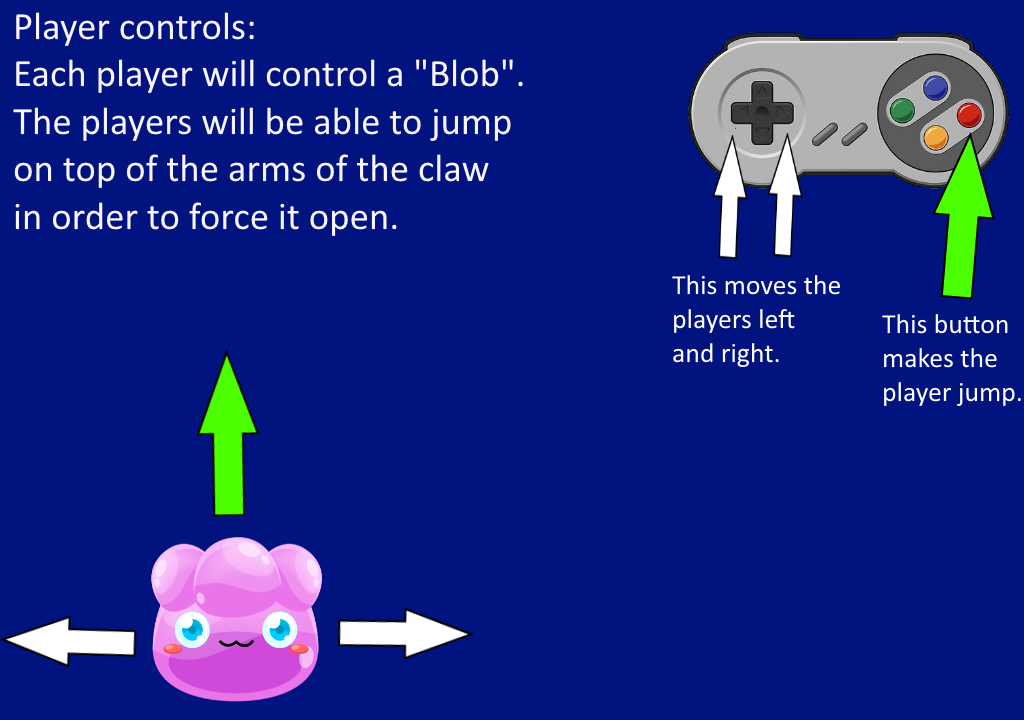 Player controls:
Each player will control a "Blob".
The players will be able to jump
on top of the arms of the claw
in order to force it open.
This moves the
players left
and right.
This button
makes the
player jump.